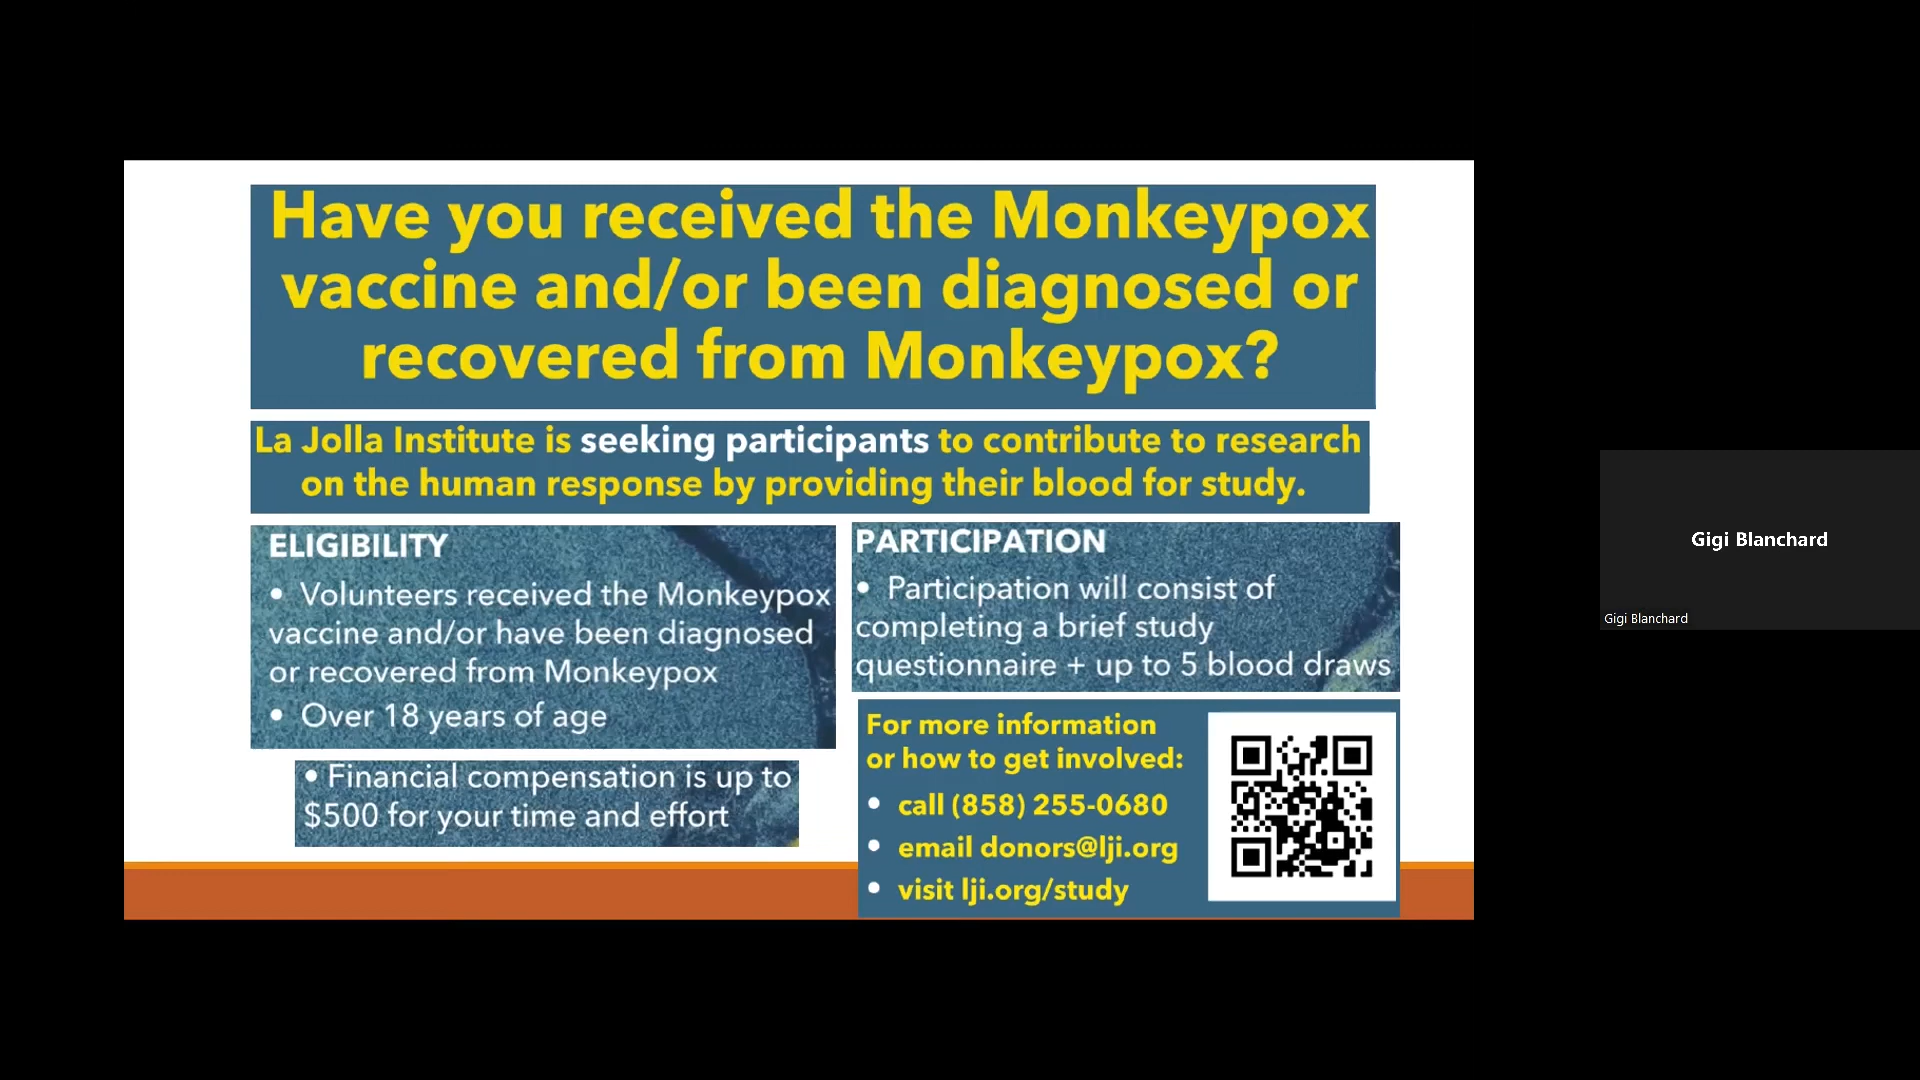 Have you received the Monkeypox
vaccine and/or been diagnosed or
recovered from Monkeypox?
La Jolla Institute is seeking participants to contribute to research
on the human response by providing their blood for study.
ELIGIBILITY
• Volunteers received the Monkeypox
vaccine and/or have been diagnosed
or recovered from Monkeypox
• Over 18 years of age
• Financial compensation is up to
$500 for your time and effort
PARTICIPATION
• Participation will consist of
completing a brief study
questionnaire + up to 5 blood draws
For more information
or how to get involved:
• call (858) 255-0680
• email donors@lji.org
• visit lji.org/study
Gigi Blanchard
Gigi Blanchard